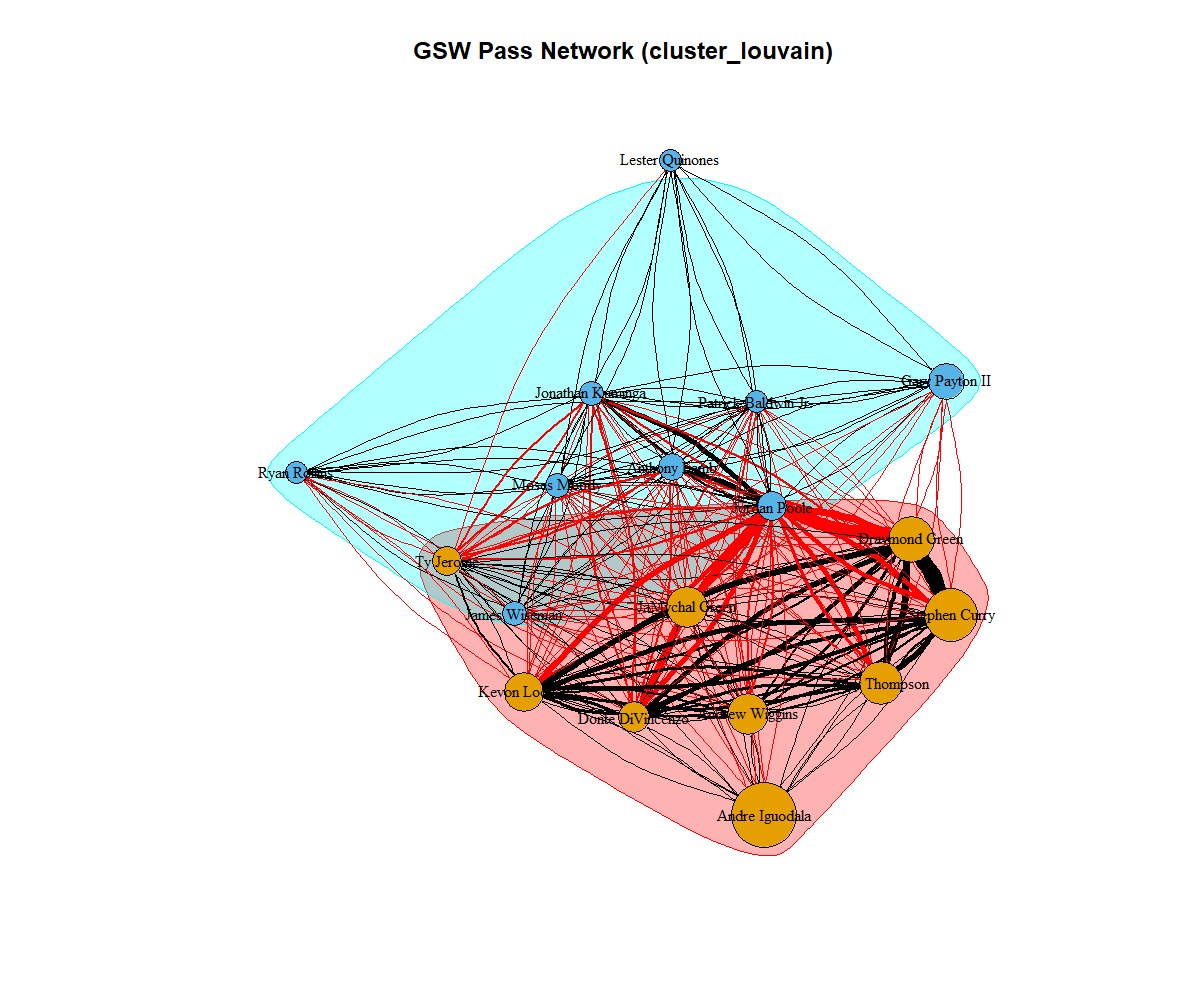 GSW Pass Network (cluster_louvain)
Lester Quinones
Gary Payton II
Jonathan Kuminga
Patrick Baldwin Jr.
Anthony Lamb
Ryan Rollins
Moses Moody
Jordan Poole
Draymond Green
Ty Jerome
JaMychal Green
James Wiseman
Stephen Curry
Thompson
Kevon Looney
Andrew Wiggins
Donte DiVincenzo
Andre Iguodala